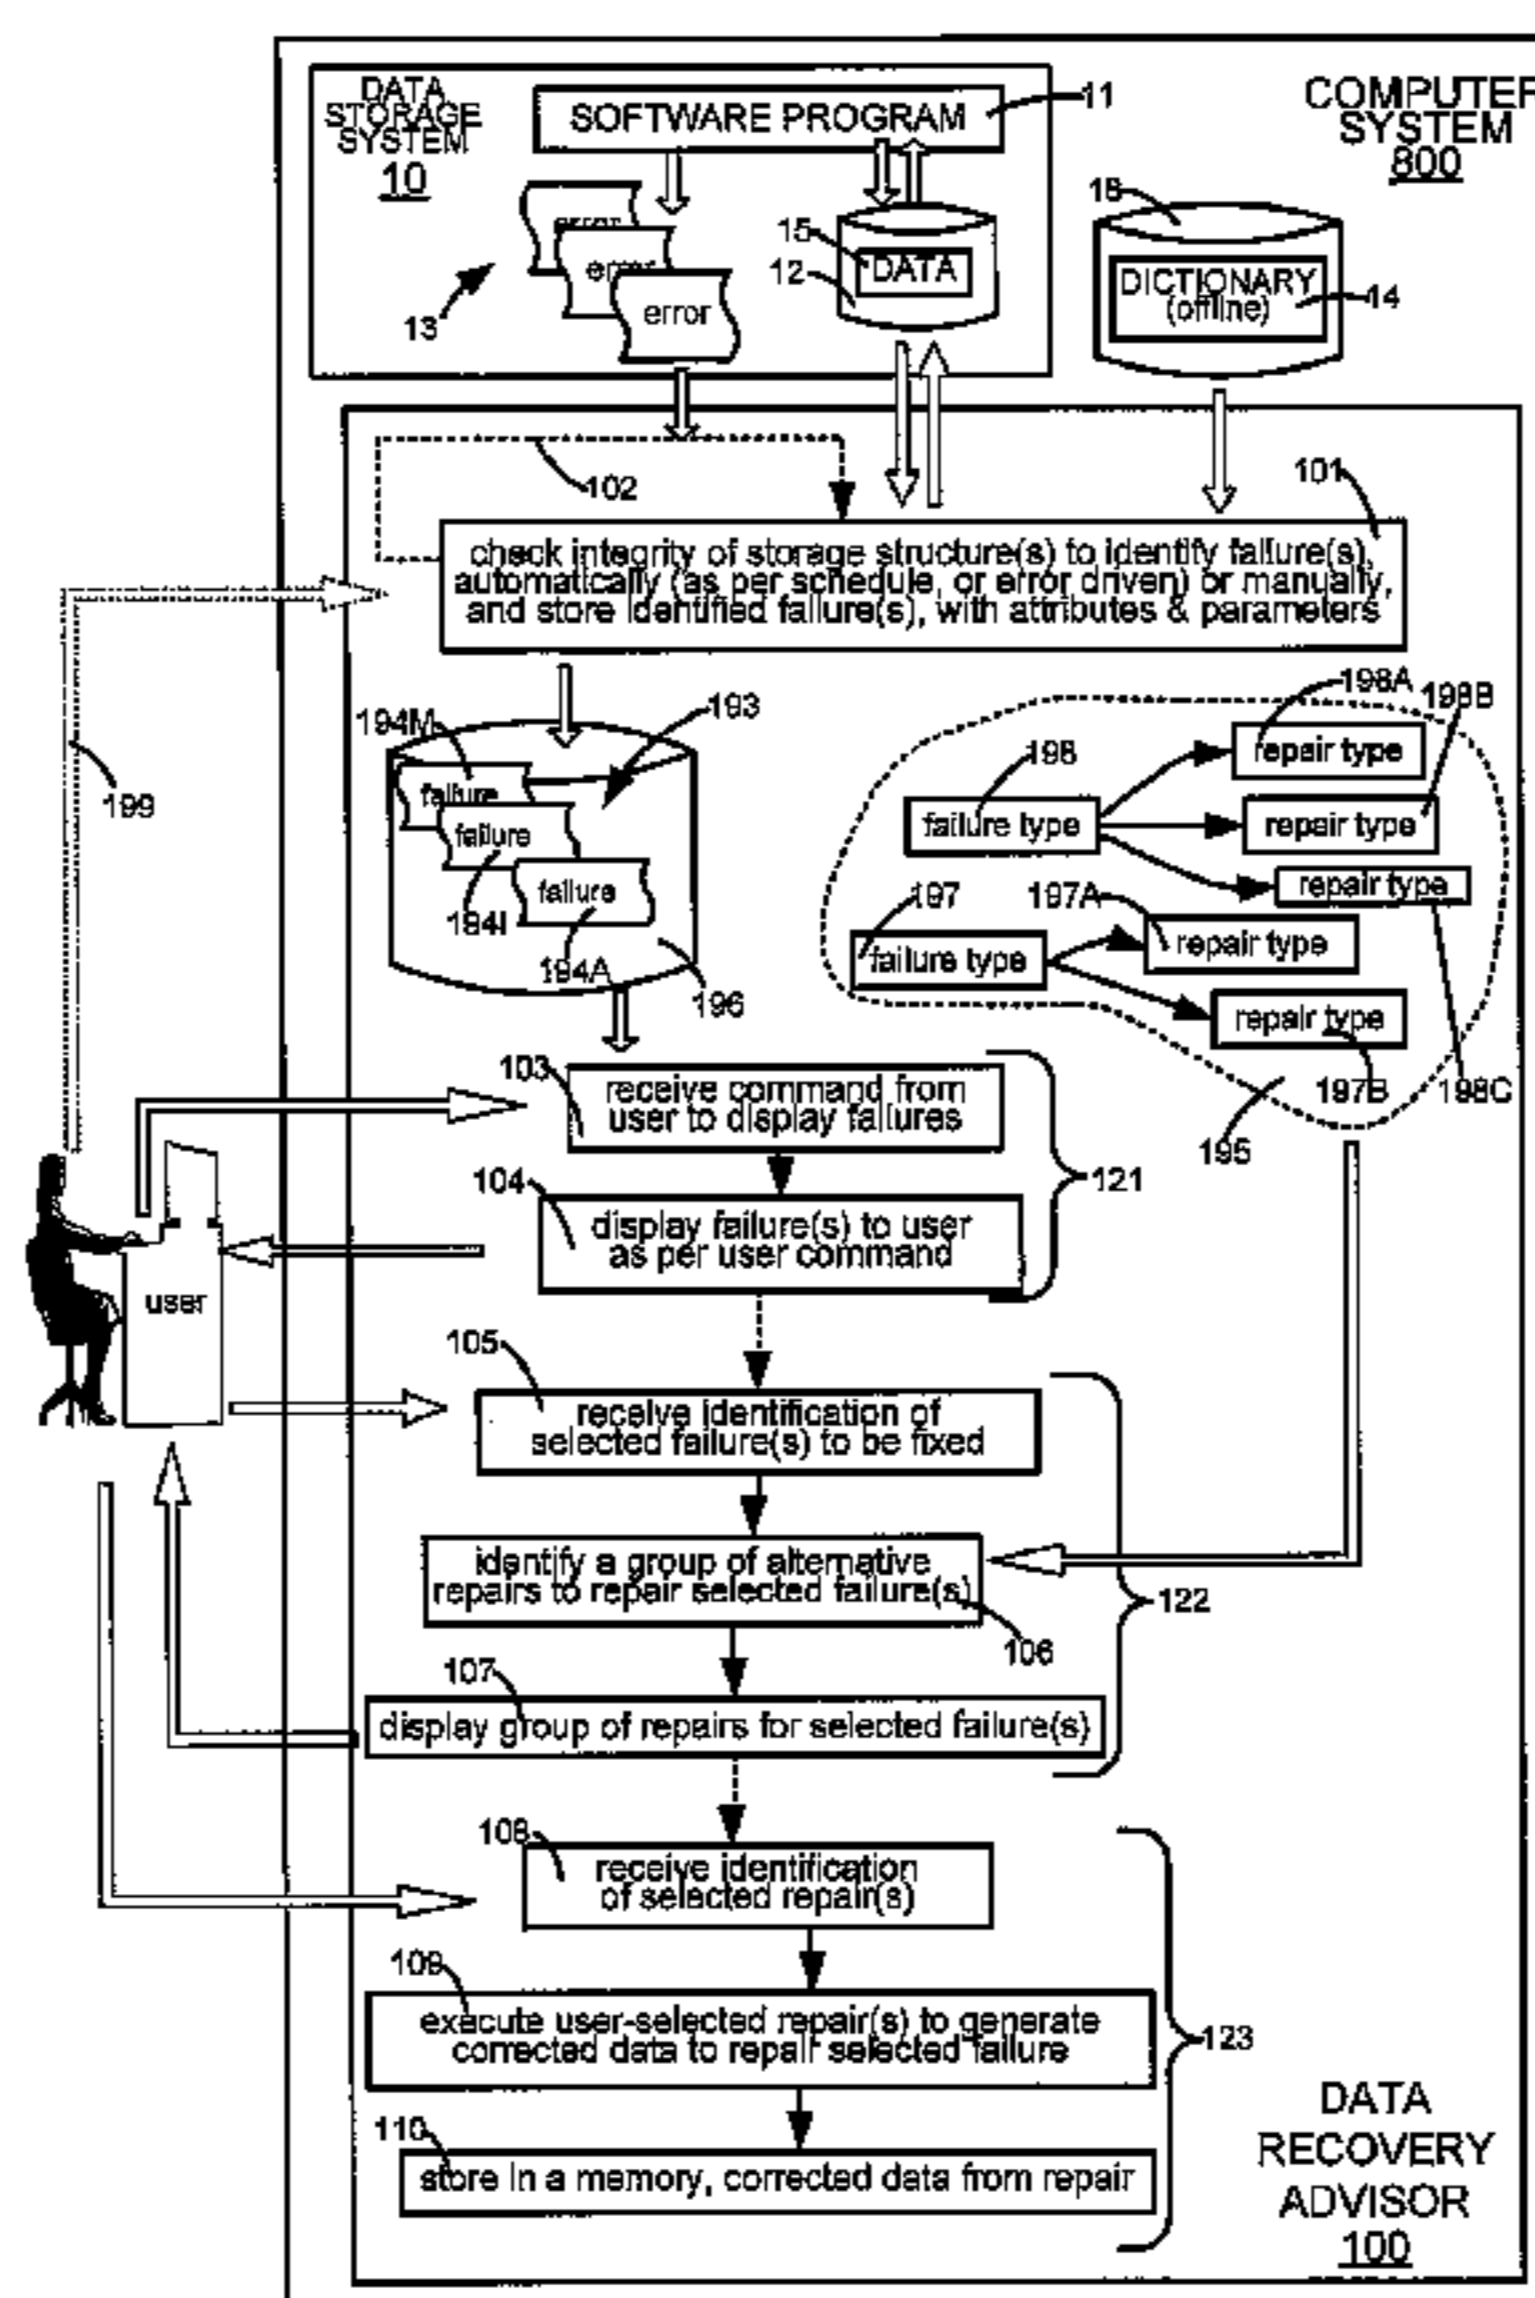 DATA
STORAGE
SYSTEM
10
SOFTWARE PROGRAM
11
COMPUTER
SYSTEM
800
error
error
error
13
15
12
DATA
DICTIONARY
(offline)
14
102
101
check integrity of storage structure(s) to identify failure(s),
automatically (as per schedule, or error driven) or manually,
and store identified failure(s), with attributes & parameters
199
194M
193
failure
failure
failure
194I
194A
196
198A
198B
repair type
198
failure type
repair type
repair type
197
197A
failure type
repair type
repair type
197B
198C
195
103
receive command from
user to display failures
121
104
display failure(s) to user
as per user command
user
105
receive identification of
selected failure(s) to be fixed
identify a group of alternative
repairs to repair selected failure(s)
122
106
107
display group of repairs for selected failure(s)
108
receive identification
of selected repair(s)
109
execute user-selected repair(s) to generate
corrected data to repair selected failure
123
110
store in a memory, corrected data from repair
DATA
RECOVERY
ADVISOR
100